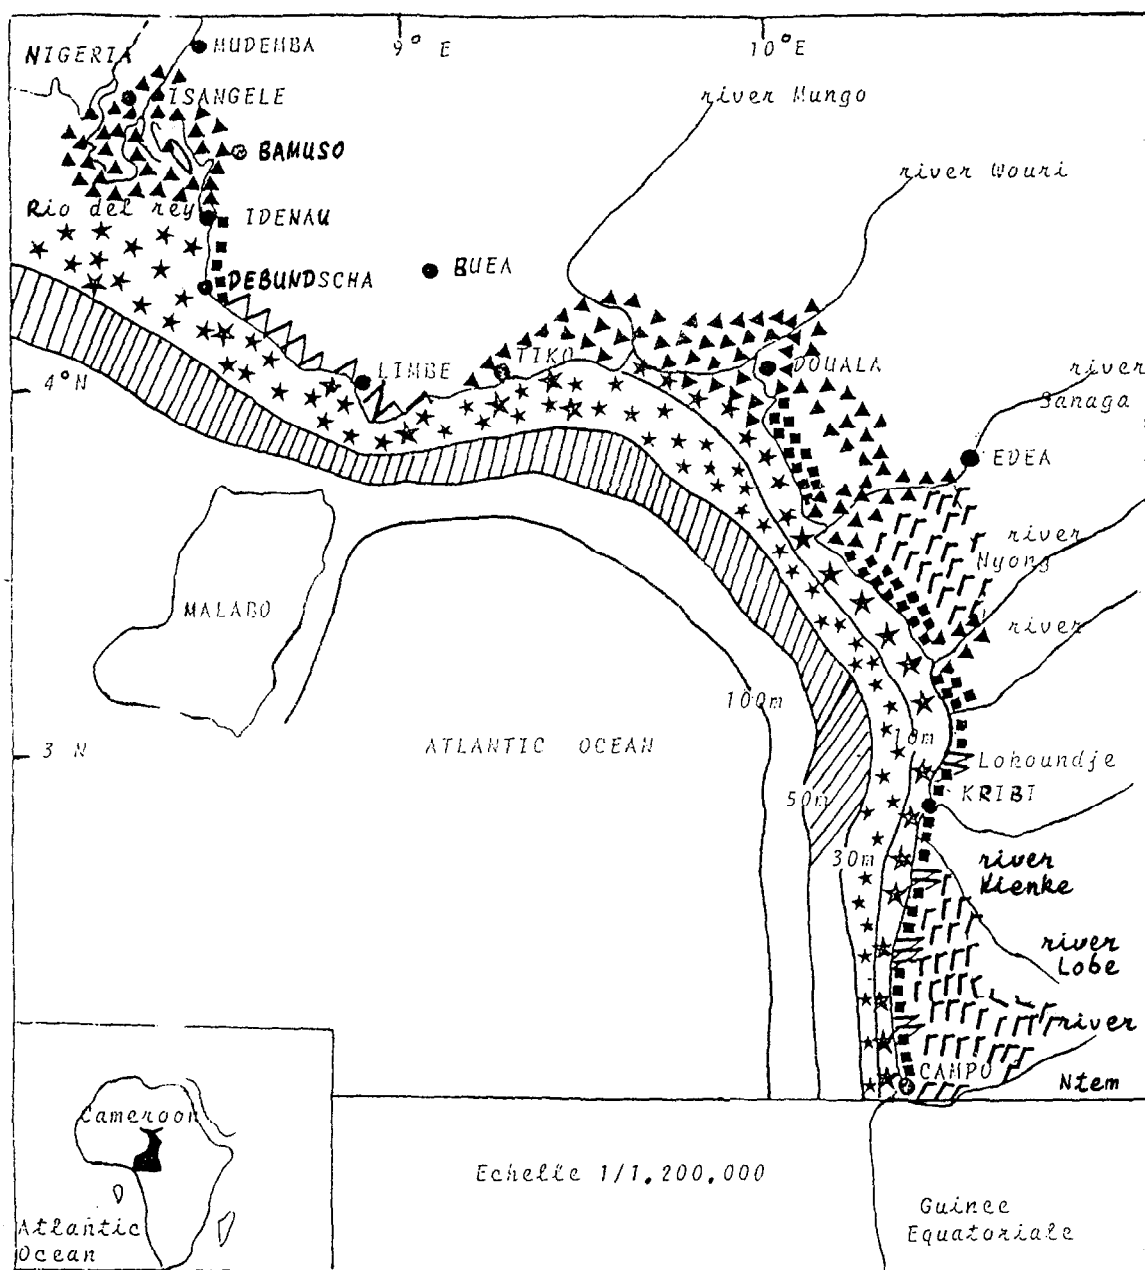 9° E
10° E
MUDEMBA
NIGERIA
ISANGELE
river Mungo
BAMUSO
river Wouri
Rio del rey
IDENAU
BUEA
DEBUNDSCHA
TIKO
LIMBE
DOUALA
4° N
river
Sanaga
EDEA
river
Nyong
MALABO
river
100m
10m
3 N
ATLANTIC OCEAN
Lokoundje
KRIBI
50m
30m
river
Kienke
river
Lobe
river
CAMPO
Ntem
Cameroon
Echelle 1/1,200,000
Guinee
Equatoriale
Atlantic
Ocean